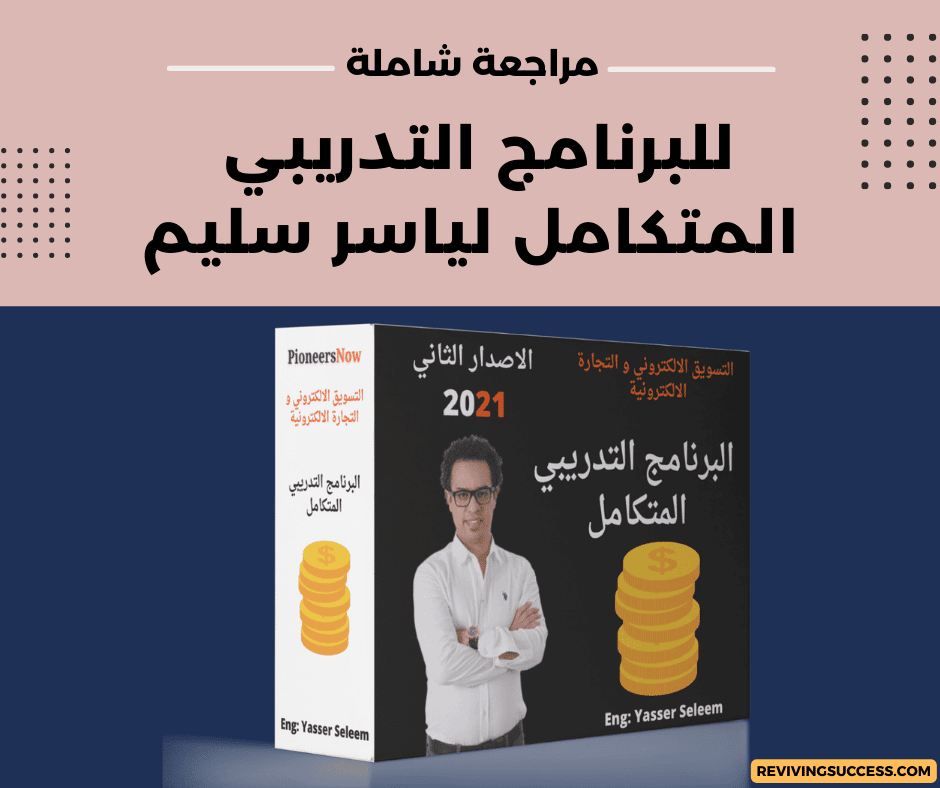 مراجعة شاملة
للبرنامج التدريبي
المتكامل لياسر سليم
PioneersNow
التسويق الالكتروني و
التجارة الالكترونية
البرنامج التدريبي
المتكامل
$
Eng: Yasser Seleem
الاصدار الثاني
2021
التسويق الالكتروني و التجارة
الالكترونية
البرنامج التدريبي
المتكامل
$
Eng: Yasser Seleem
REVIVINGSUCCESS.COM